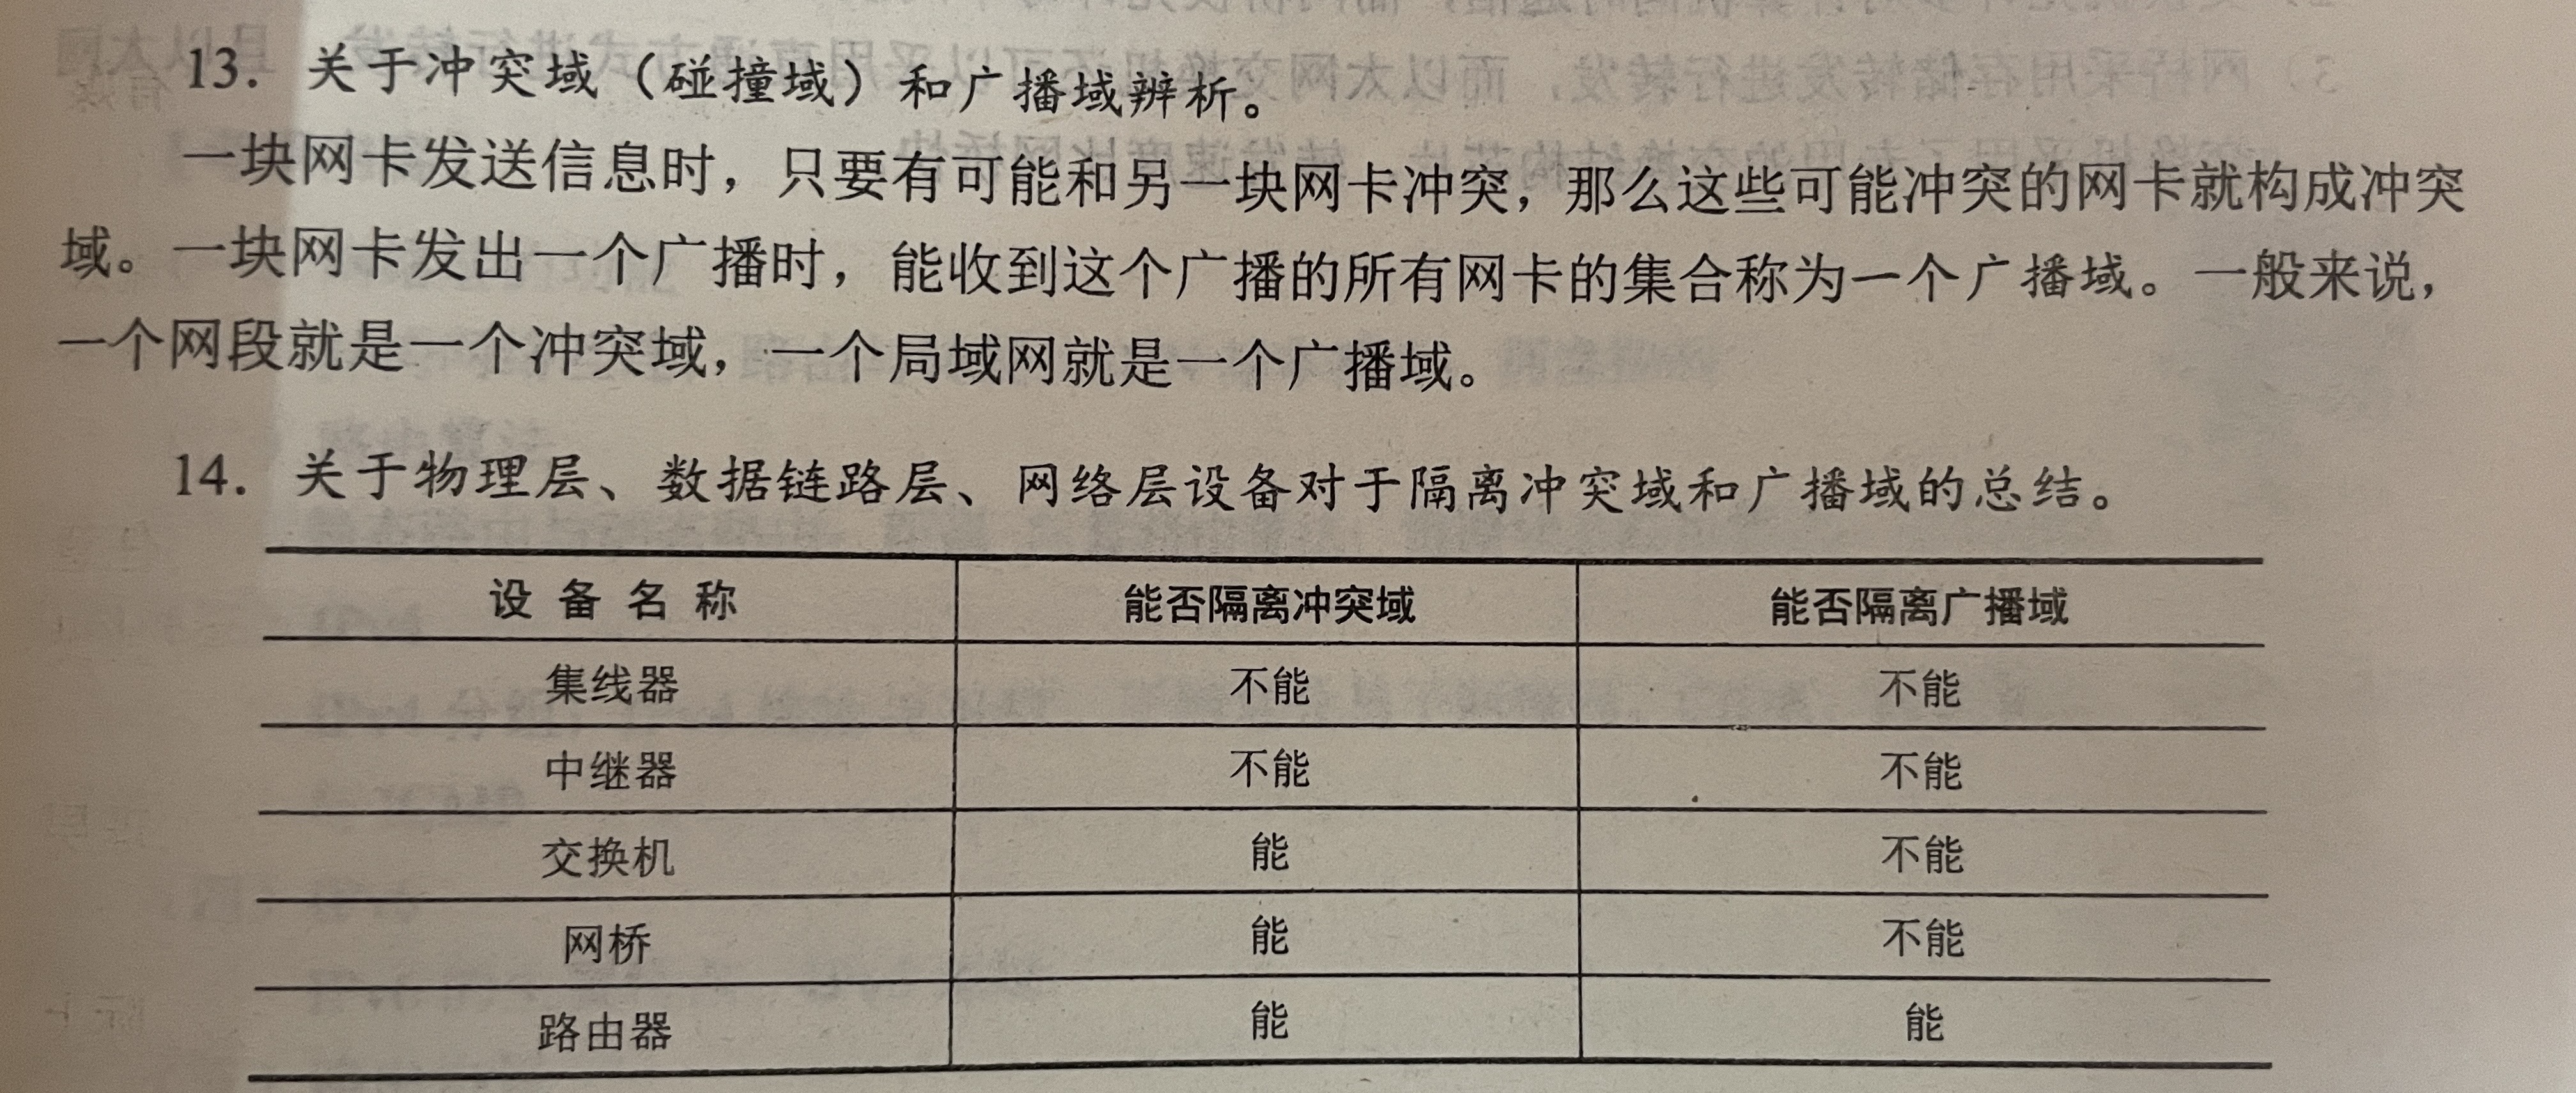 13. 关于冲突域（碰撞域）和广播域辨析。
一块网卡发送信息时，只要有可能和另一块网卡冲突，那么这些可能冲突的网卡就构成冲突
域。一块网卡发出一个广播时，能收到这个广播的所有网卡的集合称为一个广播域。一般来说，
一个网段就是一个冲突域，一个局域网就是一个广播域。
14. 关于物理层、数据链路层、网络层设备对于隔离冲突域和广播域的总结。
设备名称 能否隔离冲突域 能否隔离广播域
集线器 不能 不能
中继器 不能 不能
交换机 能 不能
网桥 能 不能
路由器 能 能